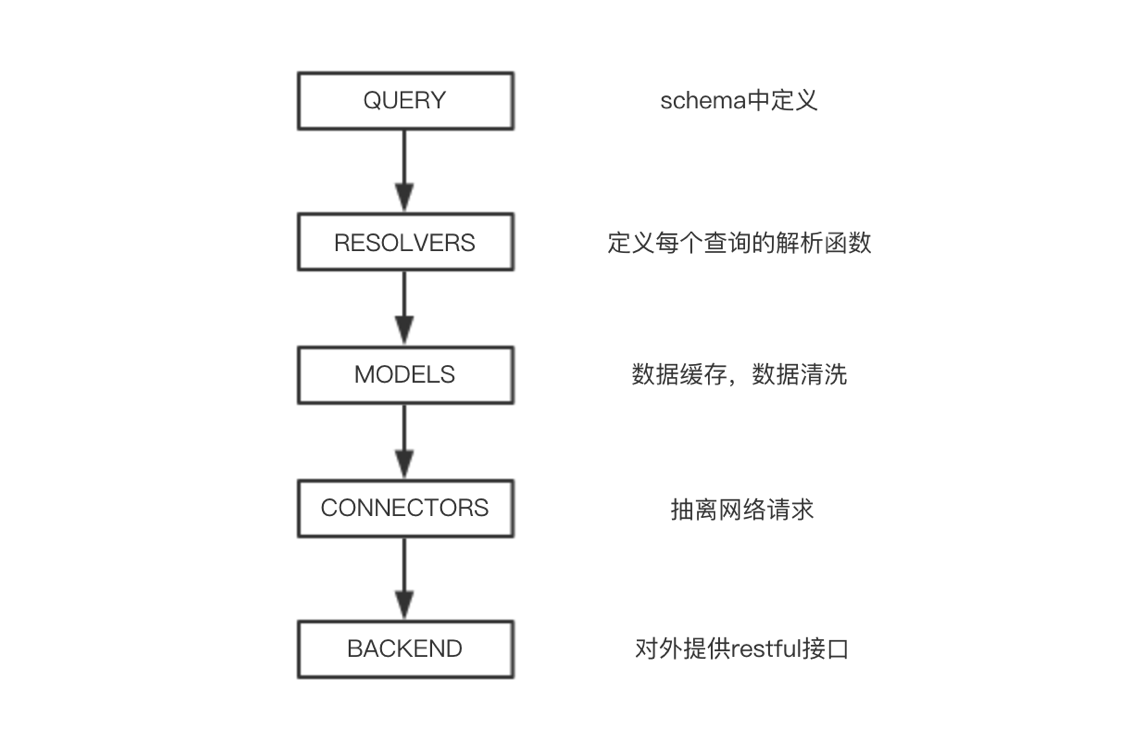 QUERY
schema中定义
RESOLVERS
定义每个查询的解析函数
MODELS
数据缓存，数据清洗
CONNECTORS
抽离网络请求
BACKEND
对外提供restful接口